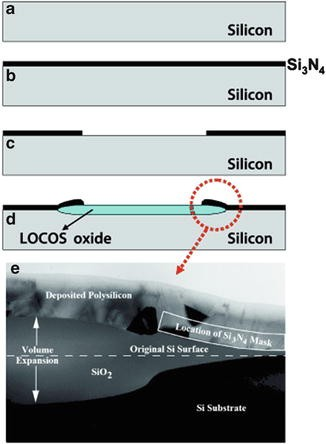 a
Silicon
b
Si₃N₄
Silicon
c
Silicon
d
LOCOS oxide
Silicon
e
Deposited Polysilicon
Location of Si₃N₄ Mask
Volume
Expansion
Original Si Surface
SiO₂
Si Substrate